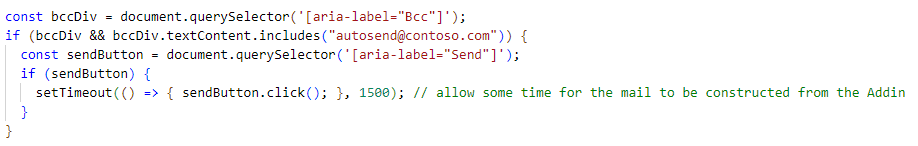 const bccDiv = document.querySelector('[aria-label="Bcc"]');
if (bccDiv && bccDiv.textContent.includes("autosend@contoso.com")) {
  const sendButton = document.querySelector('[aria-label="Send"]');
  if (sendButton) {
    setTimeout(() => { sendButton.click(); }, 1500); // allow some time for the mail to be constructed from the Addin
  }
}